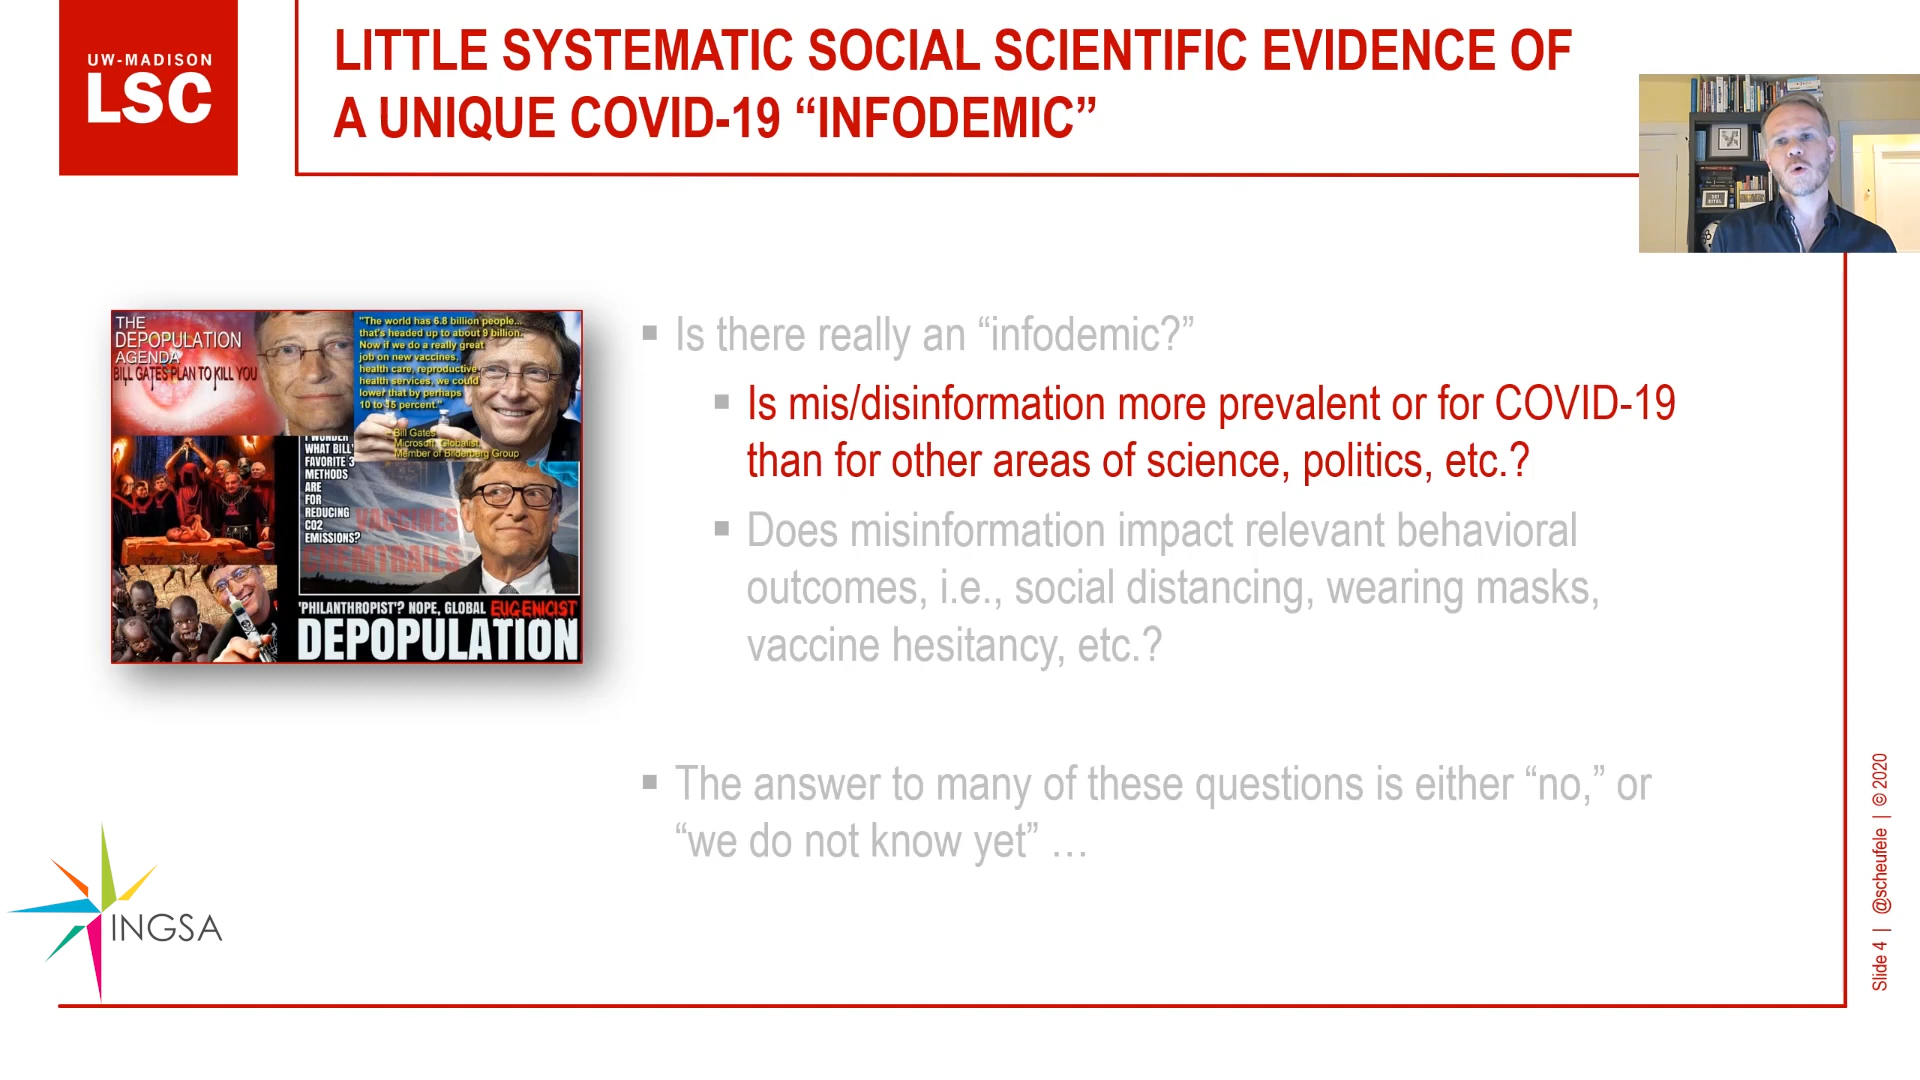 UW-MADISON
LSC
LITTLE SYSTEMATIC SOCIAL SCIENTIFIC EVIDENCE OF
A UNIQUE COVID-19 “INFODEMIC”
THE
DEPOPULATION
AGENDA
BILL GATES PLAN TO KILL YOU
"The world has 6.8 billion people...
that's headed up to about 9 billion.
Now if we do a really great
job on new vaccines,
health care, reproductive
health services, we could
lower that by perhaps
10 to 15 percent."
Bill Gates
Microsoft, Globalist,
Member of Bilderberg Group
I WONDER
WHAT BILL'
FAVORITE 3
METHODS
ARE
FOR
REDUCING
CO2
EMISSIONS?
VACCINES
CHEMTRAILS
'PHILANTHROPIST'? NOPE, GLOBAL EUGENICIST
DEPOPULATION
▪ Is there really an “infodemic?”
▪ Is mis/disinformation more prevalent or for COVID-19
than for other areas of science, politics, etc.?
▪ Does misinformation impact relevant behavioral
outcomes, i.e., social distancing, wearing masks,
vaccine hesitancy, etc.?
▪ The answer to many of these questions is either “no,” or
“we do not know yet” …
INGSA
Slide 4 | @scheufele | © 2020